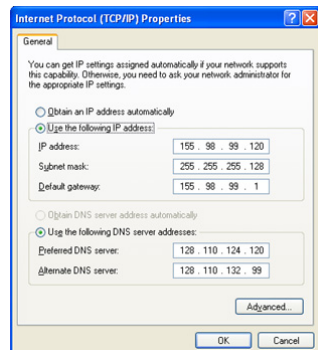 Internet Protocol (TCP/IP) Properties
General
You can get IP settings assigned automatically if your network supports
this capability. Otherwise, you need to ask your network administrator for
the appropriate IP settings.
Obtain an IP address automatically
Use the following IP address:
IP address: 155 . 98 . 99 . 120
Subnet mask: 255 . 255 . 255 . 128
Default gateway: 155 . 98 . 99 . 1
Obtain DNS server address automatically
Use the following DNS server addresses:
Preferred DNS server: 128 . 110 . 124 . 120
Alternate DNS server: 128 . 110 . 132 . 99
Advanced...
OK Cancel